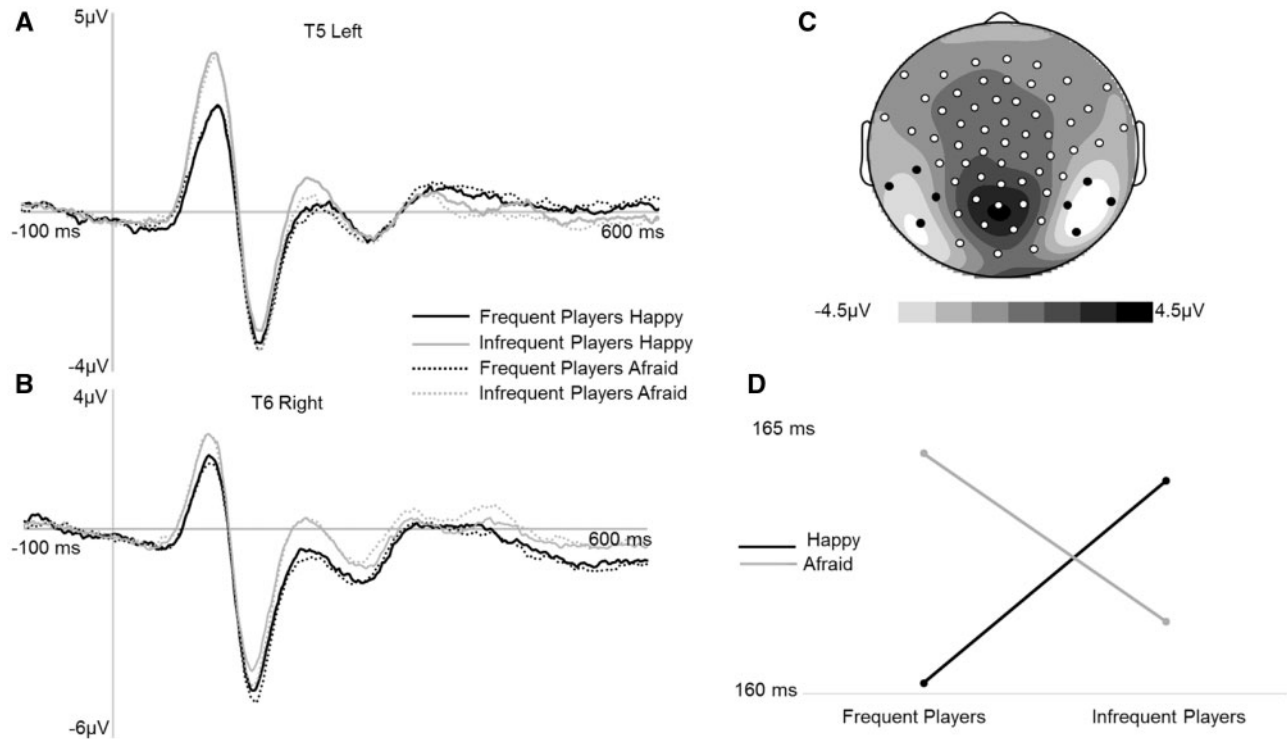 A
5µV
T5 Left
-100 ms
600 ms
-4µV
Frequent Players Happy
Infrequent Players Happy
Frequent Players Afraid
Infrequent Players Afraid
B
4µV
T6 Right
-100 ms
600 ms
-6µV
C
-4.5µV
4.5µV
D
165 ms
Happy
Afraid
160 ms
Frequent Players
Infrequent Players